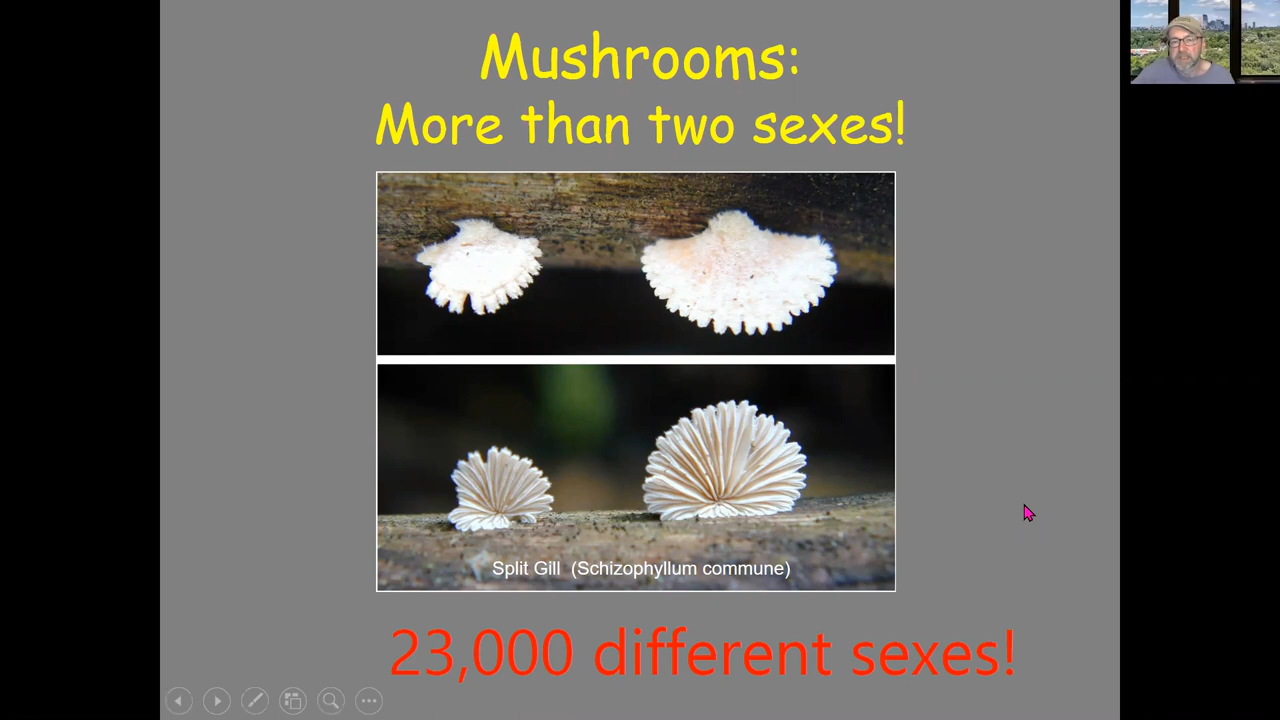 Mushrooms:
More than two sexes!
Split Gill (Schizophyllum commune)
23,000 different sexes!